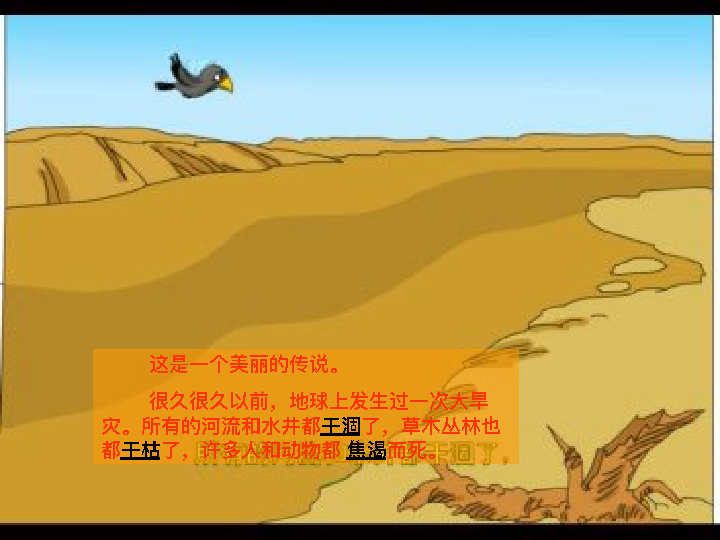 这是一个美丽的传说。
很久很久以前，地球上发生过一次大旱
灾。所有的河流和水井都干涸了，草木丛林也
都干枯了，许多人和动物都 焦渴而死。